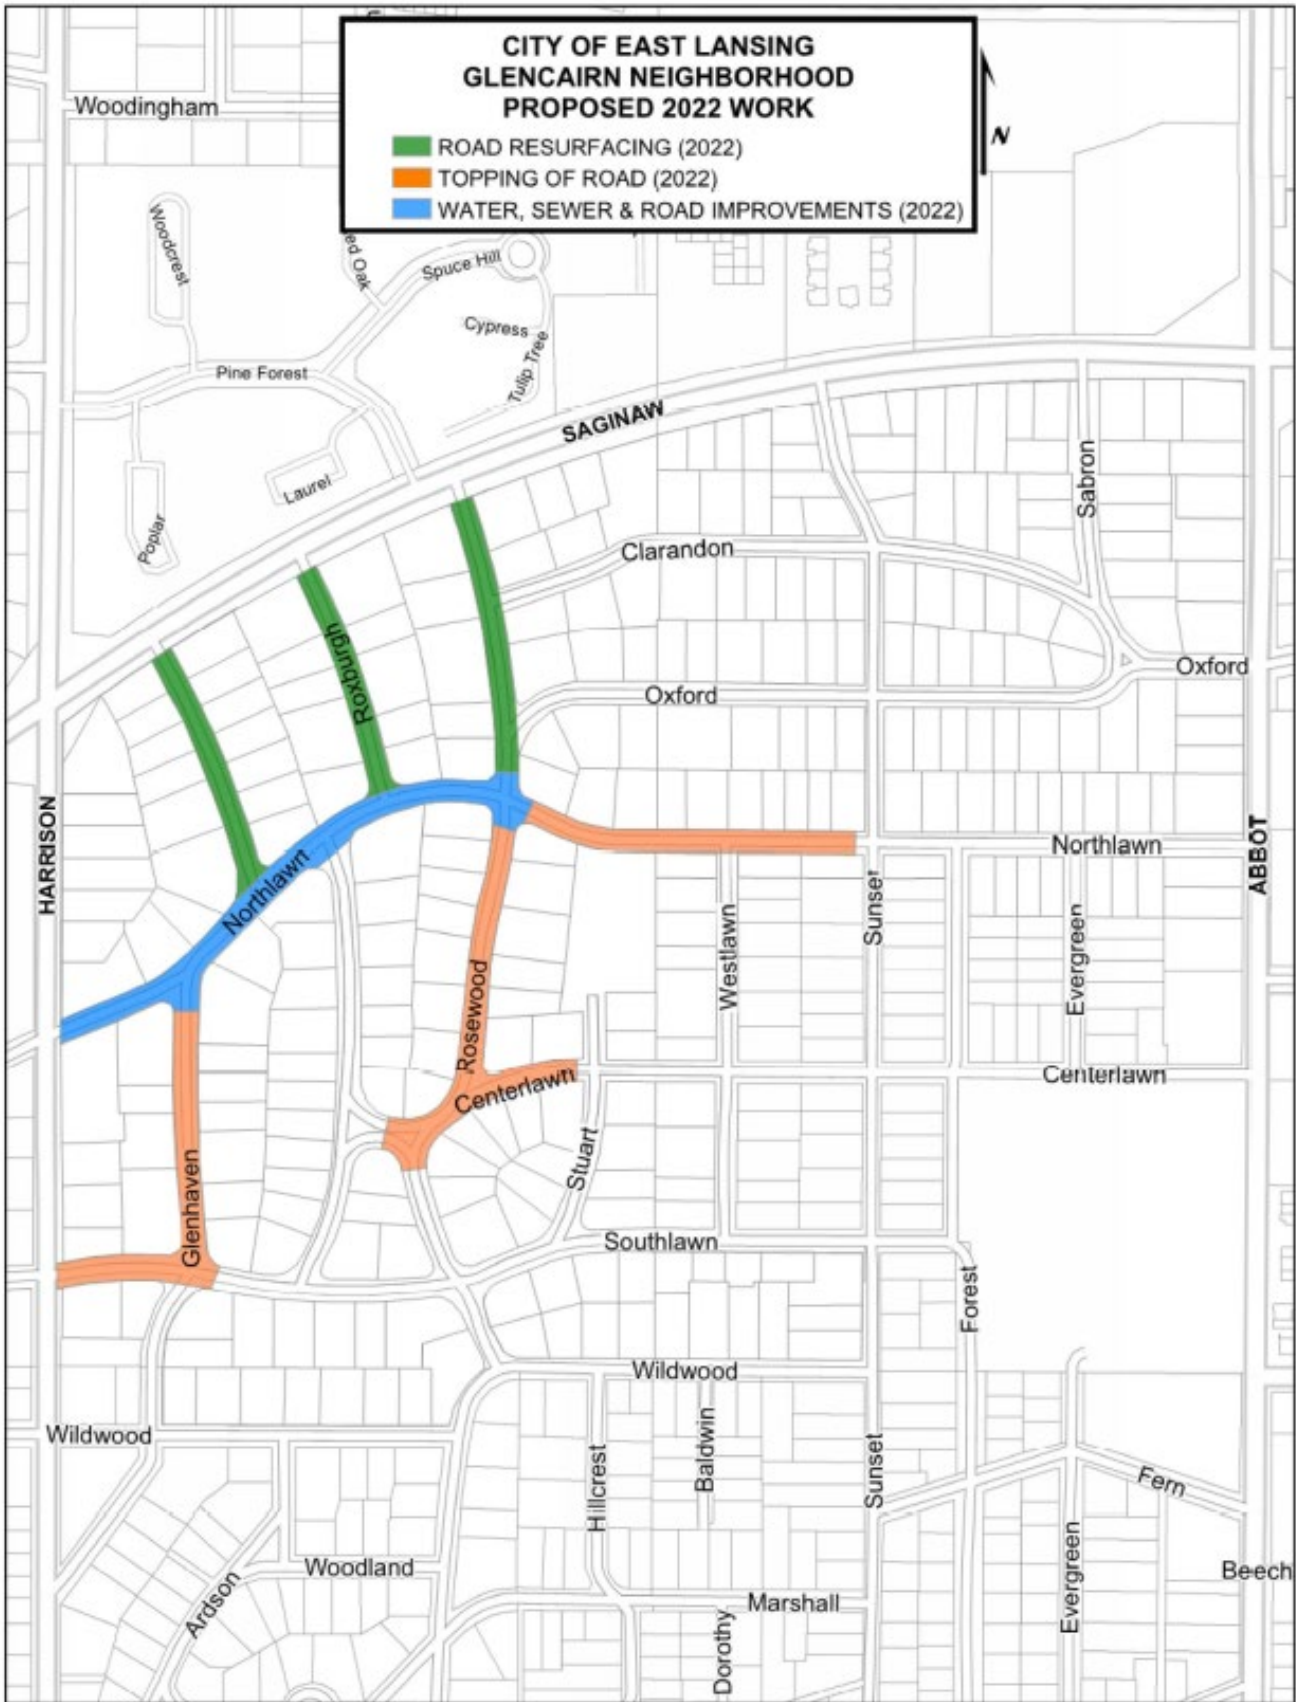 CITY OF EAST LANSING
GLENCAIRN NEIGHBORHOOD
PROPOSED 2022 WORK
ROAD RESURFACING (2022)
TOPPING OF ROAD (2022)
WATER, SEWER & ROAD IMPROVEMENTS (2022)
N
Woodingham
Woodcrest
ed Oak
Spuce Hill
Cypress
Tulip Tree
Pine Forest
SAGINAW
Laurel
Poplar
Sabron
Clarandon
Roxburgh
Oxford
Oxford
HARRISON
Northlawn
Northlawn
ABBOT
Sunset
Westlawn
Evergreen
Rosewood
Centerlawn
Centerlawn
Stuart
Glenhaven
Southlawn
Forest
Wildwood
Wildwood
Baldwin
Hillcrest
Sunset
Fern
Woodland
Ardson
Evergreen
Beech
Marshall
Dorothy